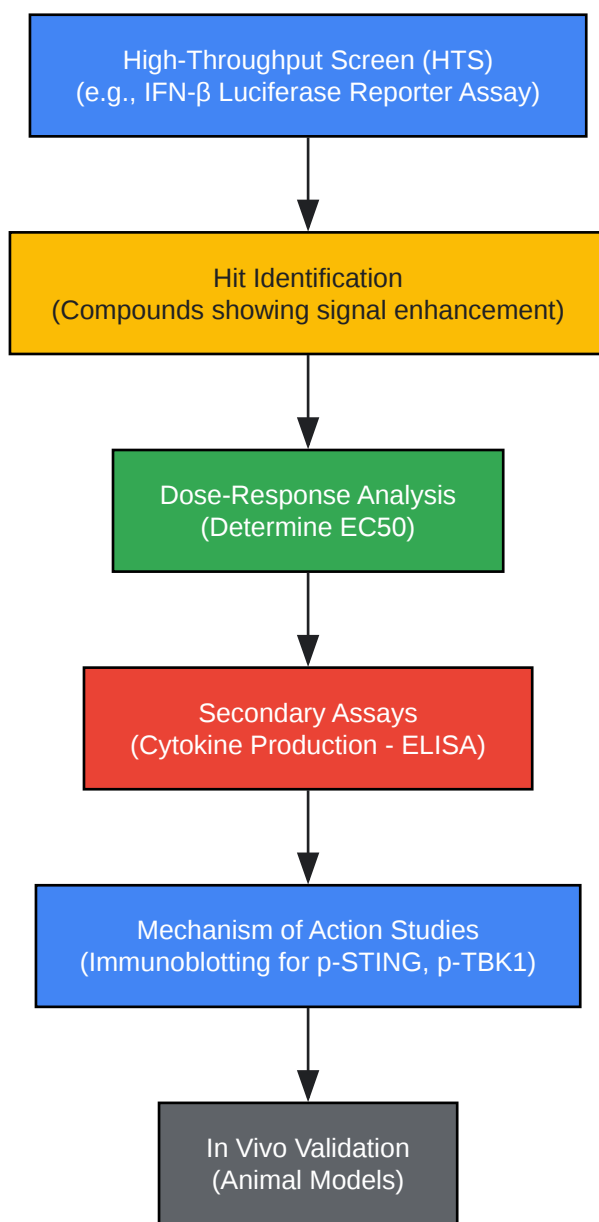 High-Throughput Screen (HTS)
(e.g., IFN-β Luciferase Reporter Assay)
Hit Identification
(Compounds showing signal enhancement)
Dose-Response Analysis
(Determine EC50)
Secondary Assays
(Cytokine Production - ELISA)
Mechanism of Action Studies
(Immunoblotting for p-STING, p-TBK1)
In Vivo Validation
(Animal Models)